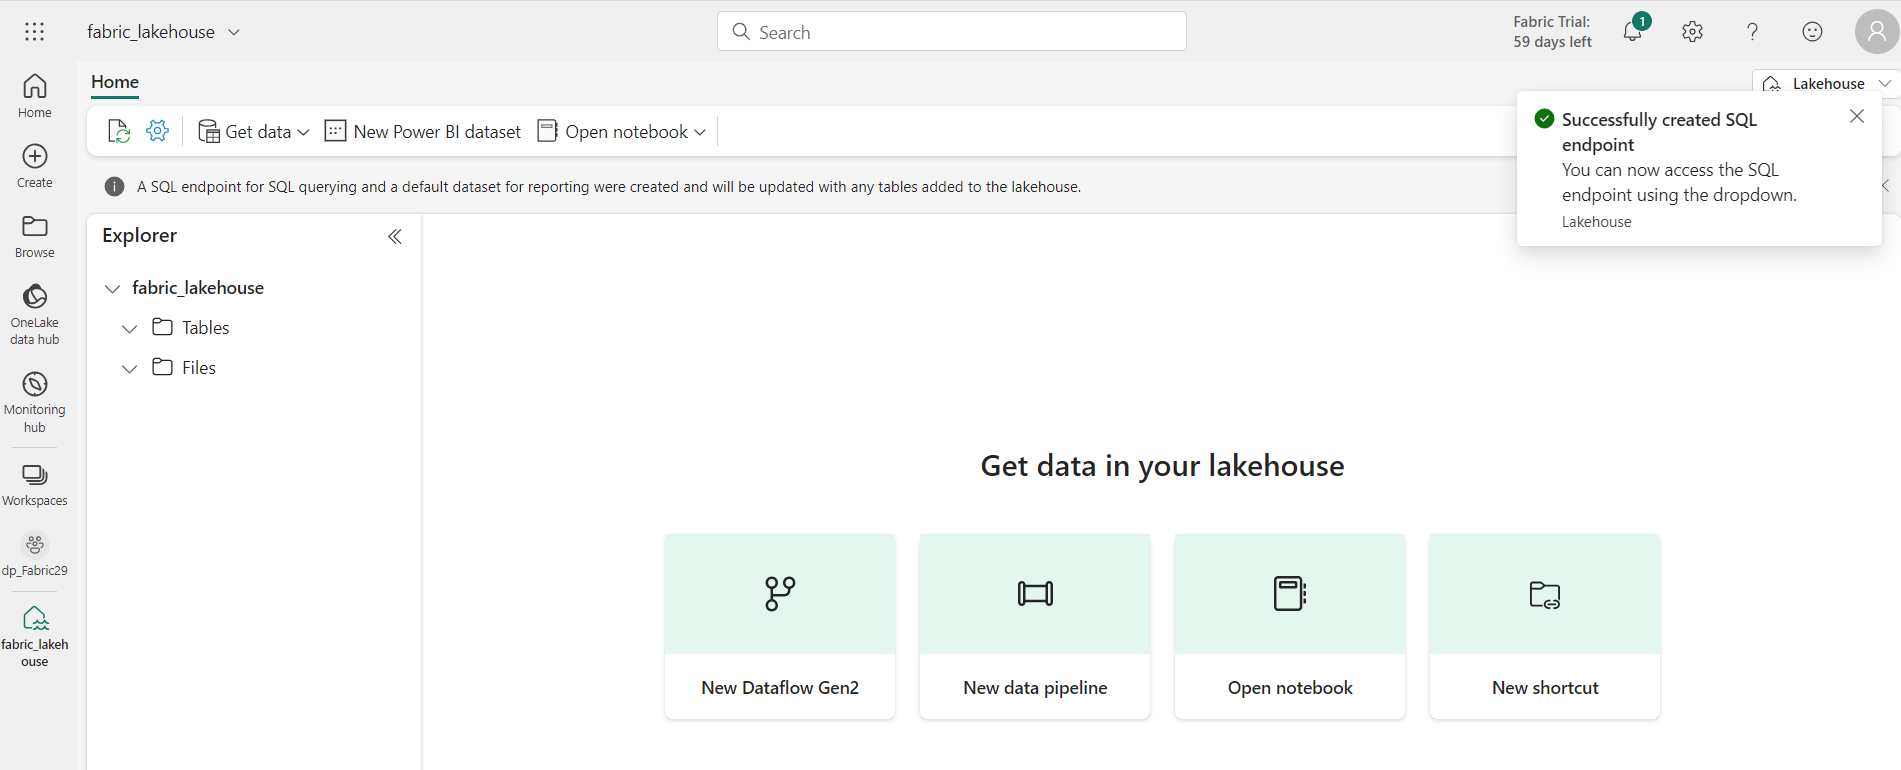 fabric_lakehouse
Search
Fabric Trial:
59 days left
1
Home
Create
Browse
OneLake
data hub
Monitoring
hub
Workspaces
dp_Fabric29
fabric_lakeh
ouse
Home
Lakehouse
Get data
New Power BI dataset
Open notebook
A SQL endpoint for SQL querying and a default dataset for reporting were created and will be updated with any tables added to the lakehouse.
Successfully created SQL
endpoint
You can now access the SQL
endpoint using the dropdown.
Lakehouse
Explorer
fabric_lakehouse
Tables
Files
Get data in your lakehouse
New Dataflow Gen2
New data pipeline
Open notebook
New shortcut